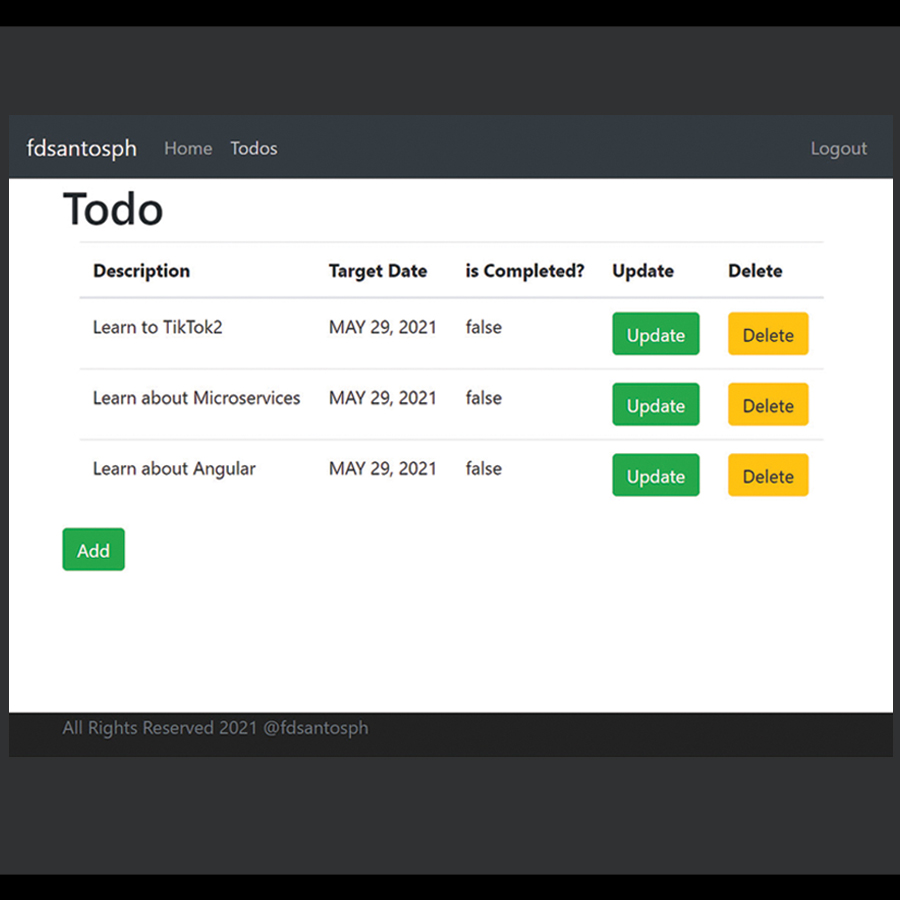 fdsantosph Home Todos Logout
Todo
Description Target Date is Completed? Update Delete
Learn to TikTok2 MAY 29, 2021 false Update Delete
Learn about Microservices MAY 29, 2021 false Update Delete
Learn about Angular MAY 29, 2021 false Update Delete
Add
All Rights Reserved 2021 @fdsantosph